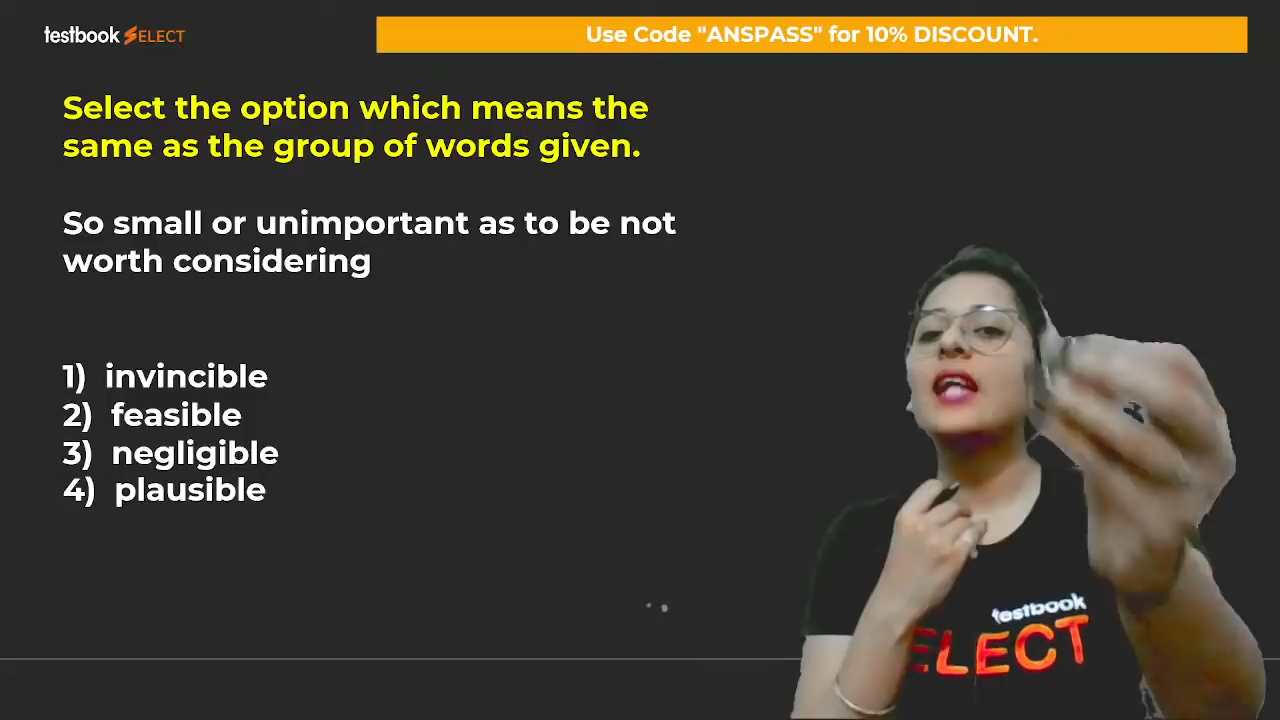 testbook SELECT
Use Code "ANSPASS" for 10% DISCOUNT.
Select the option which means the
same as the group of words given.
So small or unimportant as to be not
worth considering
1) invincible
2) feasible
3) negligible
4) plausible
testbook
ELECT